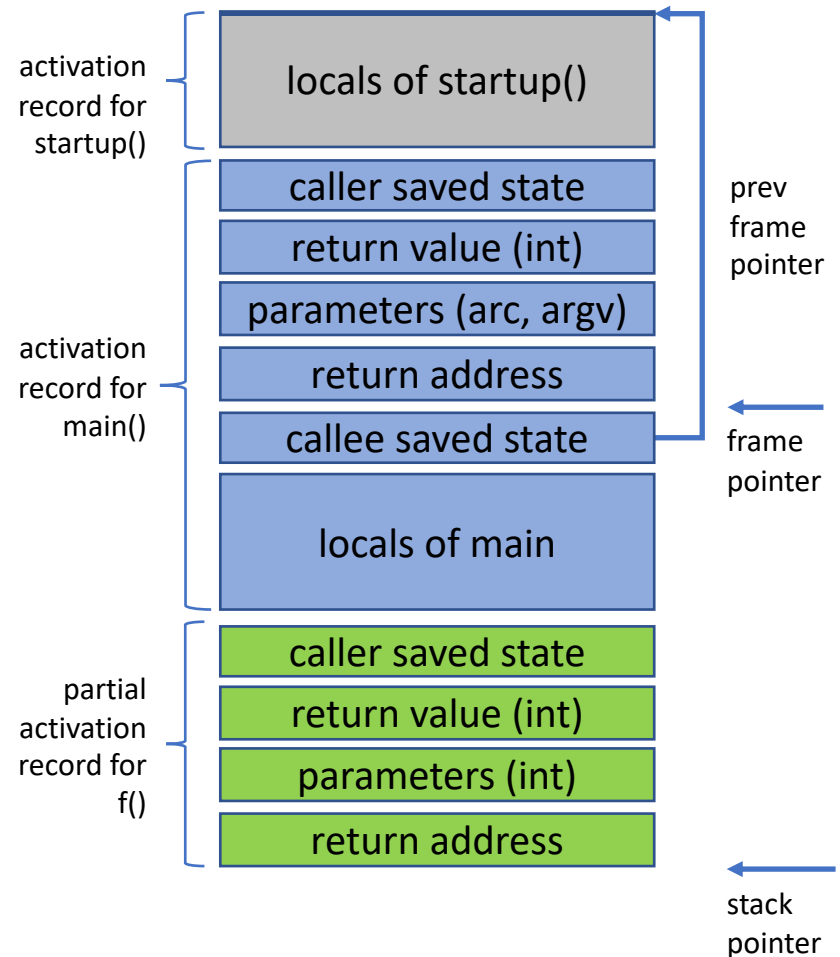 activation
record for
startup()
locals of startup()
caller saved state
return value (int)
parameters (arc, argv)
return address
callee saved state
locals of main
activation
record for
main()
prev
frame
pointer
frame
pointer
partial
activation
record for
f()
caller saved state
return value (int)
parameters (int)
return address
stack
pointer